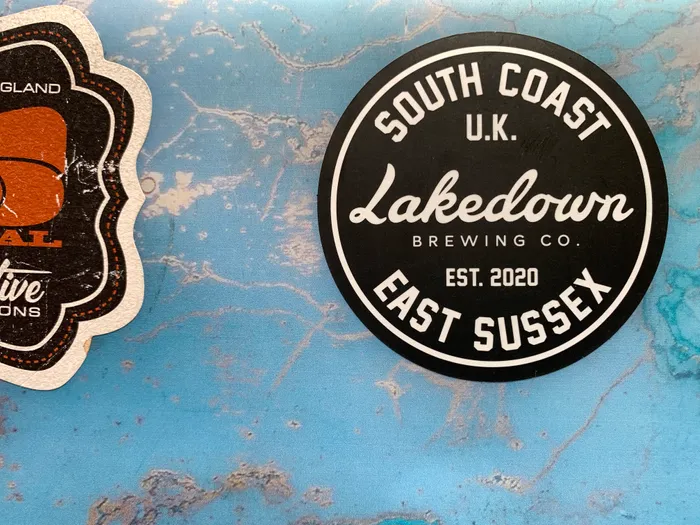 GLAND
AL
tive
ONS
SOUTH COAST
U.K.
Lakedown
BREWING CO.
EST. 2020
EAST SUSSEX